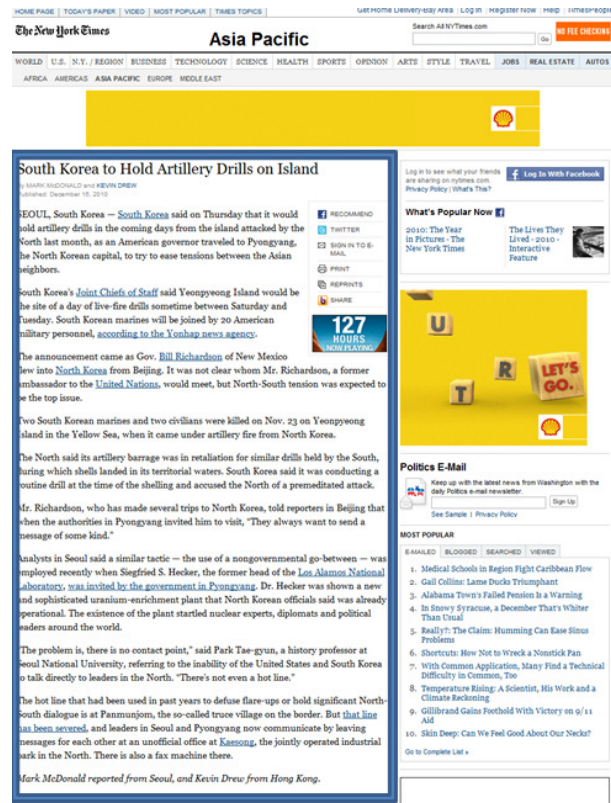 HOME PAGE | TODAY'S PAPER | VIDEO | MOST POPULAR | TIMES TOPICS |
Get Home Delivery-Bay Area | Log In | Register Now | Help | TimesPeople
The New York Times
Asia Pacific
Search All NYTimes.com
Go
NO FEE CHECKING
WORLD U.S. N.Y. / REGION BUSINESS TECHNOLOGY SCIENCE HEALTH SPORTS OPINION ARTS STYLE TRAVEL JOBS REAL ESTATE AUTOS
AFRICA AMERICAS ASIA PACIFIC EUROPE MIDDLE EAST
South Korea to Hold Artillery Drills on Island
By MARK McDONALD and KEVIN DREW
Published: December 16, 2010
SEOUL, South Korea — South Korea said on Thursday that it would
hold artillery drills in the coming days from the island attacked by the
North last month, as an American governor traveled to Pyongyang,
the North Korean capital, to try to ease tensions between the Asian
neighbors.
South Korea's Joint Chiefs of Staff said Yeonpyeong Island would be
the site of a day of live-fire drills sometime between Saturday and
Tuesday. South Korean marines will be joined by 20 American
military personnel, according to the Yonhap news agency.
The announcement came as Gov. Bill Richardson of New Mexico
flew into North Korea from Beijing. It was not clear whom Mr. Richardson, a former
ambassador to the United Nations, would meet, but North-South tension was expected to
be the top issue.
Two South Korean marines and two civilians were killed on Nov. 23 on Yeonpyeong
Island in the Yellow Sea, when it came under artillery fire from North Korea.
The North said its artillery barrage was in retaliation for similar drills held by the South,
during which shells landed in its territorial waters. South Korea said it was conducting a
routine drill at the time of the shelling and accused the North of a premeditated attack.
Mr. Richardson, who has made several trips to North Korea, told reporters in Beijing that
when the authorities in Pyongyang invited him to visit, "They always want to send a
message of some kind."
Analysts in Seoul said a similar tactic — the use of a nongovernmental go-between — was
employed recently when Siegfried S. Hecker, the former head of the Los Alamos National
Laboratory, was invited by the government in Pyongyang. Dr. Hecker was shown a new
and sophisticated uranium-enrichment plant that North Korean officials said was already
operational. The existence of the plant startled nuclear experts, diplomats and political
leaders around the world.
"The problem is, there is no contact point," said Park Tae-gyun, a history professor at
Seoul National University, referring to the inability of the United States and South Korea
to talk directly to leaders in the North. "There's not even a hot line."
The hot line that had been used in past years to defuse flare-ups or hold significant North-
South dialogue is at Panmunjom, the so-called truce village on the border. But that line
has been severed, and leaders in Seoul and Pyongyang now communicate by leaving
messages for each other at an unofficial office at Kaesong, the jointly operated industrial
park in the North. There is also a fax machine there.
Mark McDonald reported from Seoul, and Kevin Drew from Hong Kong.
RECOMMEND
TWITTER
SIGN IN TO E-
MAIL
PRINT
REPRINTS
SHARE
127
HOURS
NOW PLAYING
Log in to see what your friends
are sharing on nytimes.com.
Privacy Policy | What's This?
Log In With Facebook
What's Popular Now
2010: The Year
in Pictures - The
New York Times
The Lives They
Lived - 2010 -
Interactive
Feature
U
T
R
LET'S
GO.
Politics E-Mail
Keep up with the latest news from Washington with the
daily Politics e-mail newsletter.
Sign Up
See Sample | Privacy Policy
MOST POPULAR
E-MAILED BLOGGED SEARCHED VIEWED
1. Medical Schools in Region Fight Caribbean Flow
2. Gail Collins: Lame Ducks Triumphant
3. Alabama Town's Failed Pension Is a Warning
4. In Snowy Syracuse, a December That's Whiter
Than Usual
5. Really?: The Claim: Humming Can Ease Sinus
Problems
6. Shortcuts: How Not to Wreck a Nonstick Pan
7. With Common Application, Many Find a Technical
Difficulty in Common, Too
8. Temperature Rising: A Scientist, His Work and a
Climate Reckoning
9. Gillibrand Gains Foothold With Victory on 9/11
Aid
10. Skin Deep: Can We Feel Good About Our Necks?
Go to Complete List »